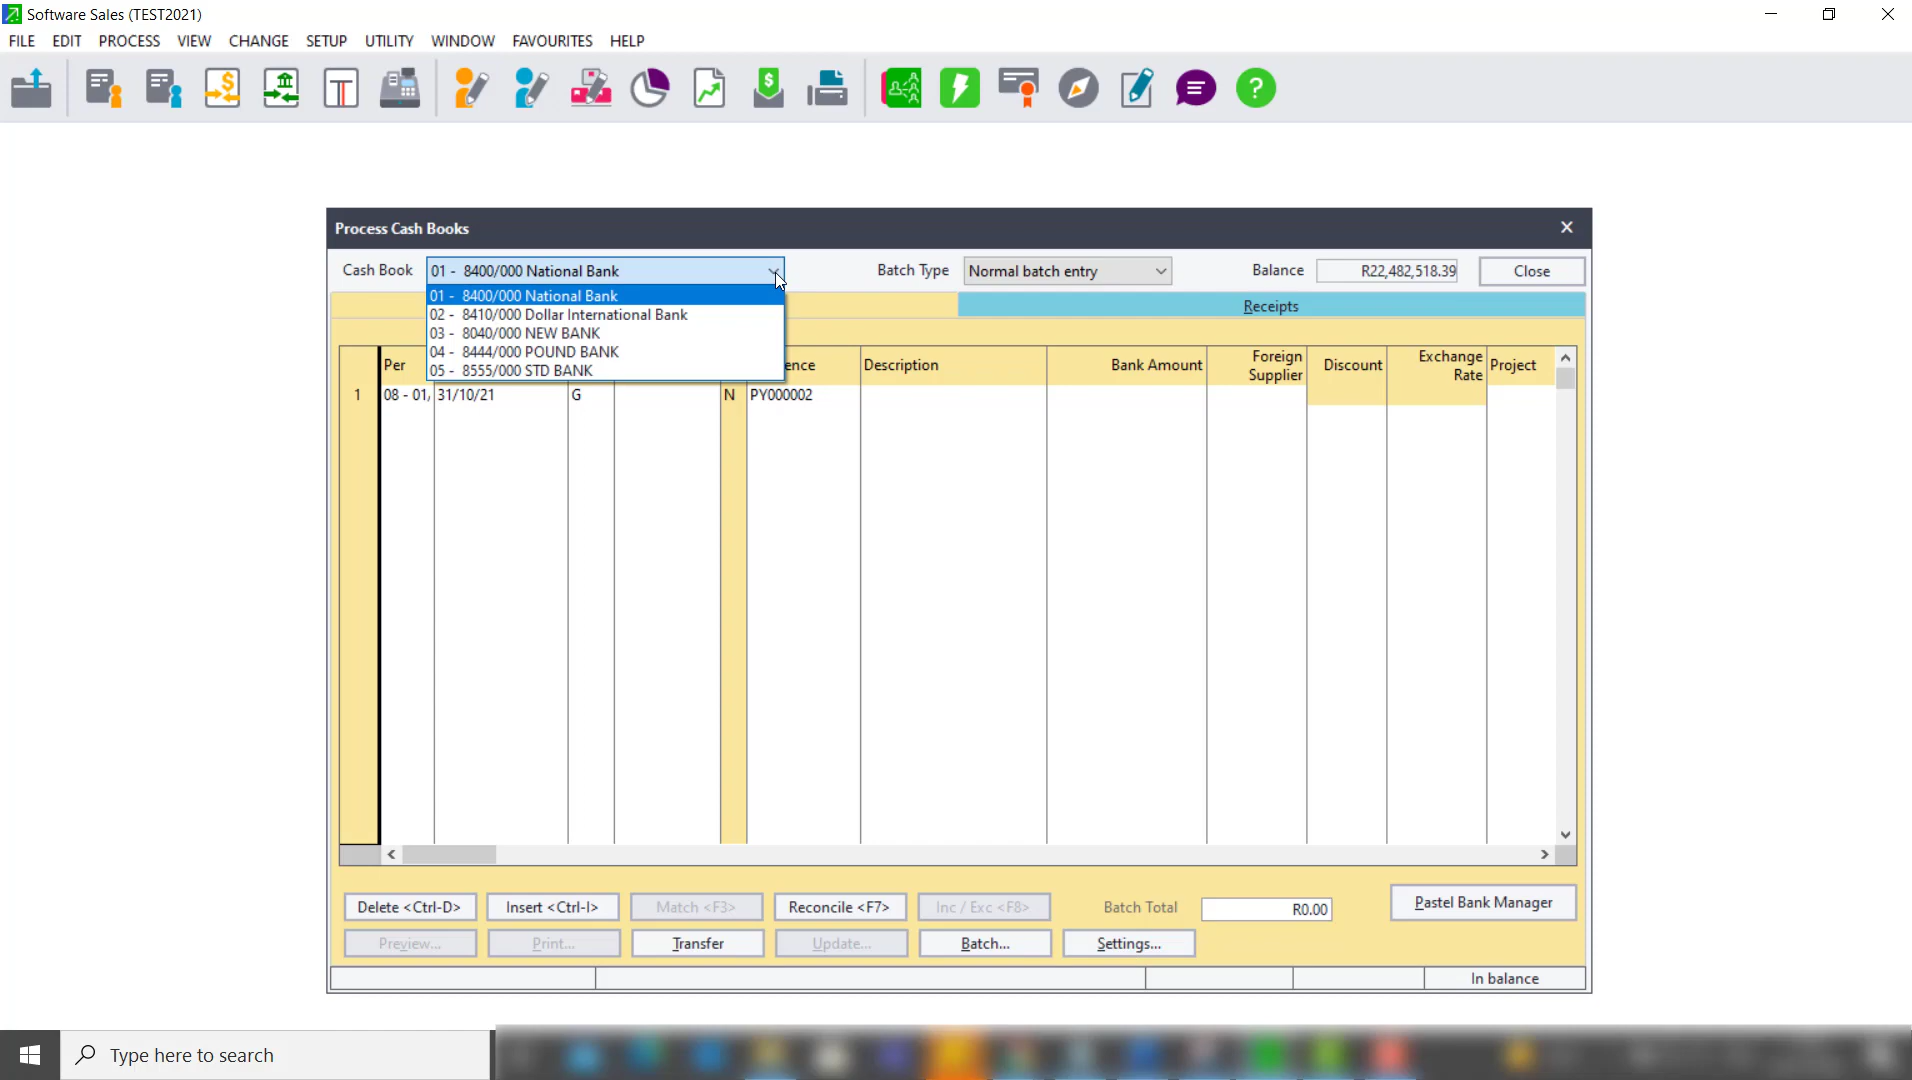 Software Sales (TEST2021)
FILE EDIT PROCESS VIEW CHANGE SETUP UTILITY WINDOW FAVOURITES HELP
Process Cash Books
Cash Book 01 - 8400/000 National Bank Batch Type Normal batch entry Balance R22,482,518.39 Close
01 - 8400/000 National Bank
02 - 8410/000 Dollar International Bank
03 - 8040/000 NEW BANK
04 - 8444/000 POUND BANK
05 - 8555/000 STD BANK
Receipts
Per ence Description Bank Amount Foreign Supplier Discount Exchange Rate Project
1 08 - 01, 31/10/21 G N PY000002
Delete <Ctrl-D> Insert <Ctrl-I> Match <F3> Reconcile <F7> Inc / Exc <F8> Batch Total R0.00 Pastel Bank Manager
Preview... Print... Transfer Update... Batch... Settings...
In balance
Type here to search